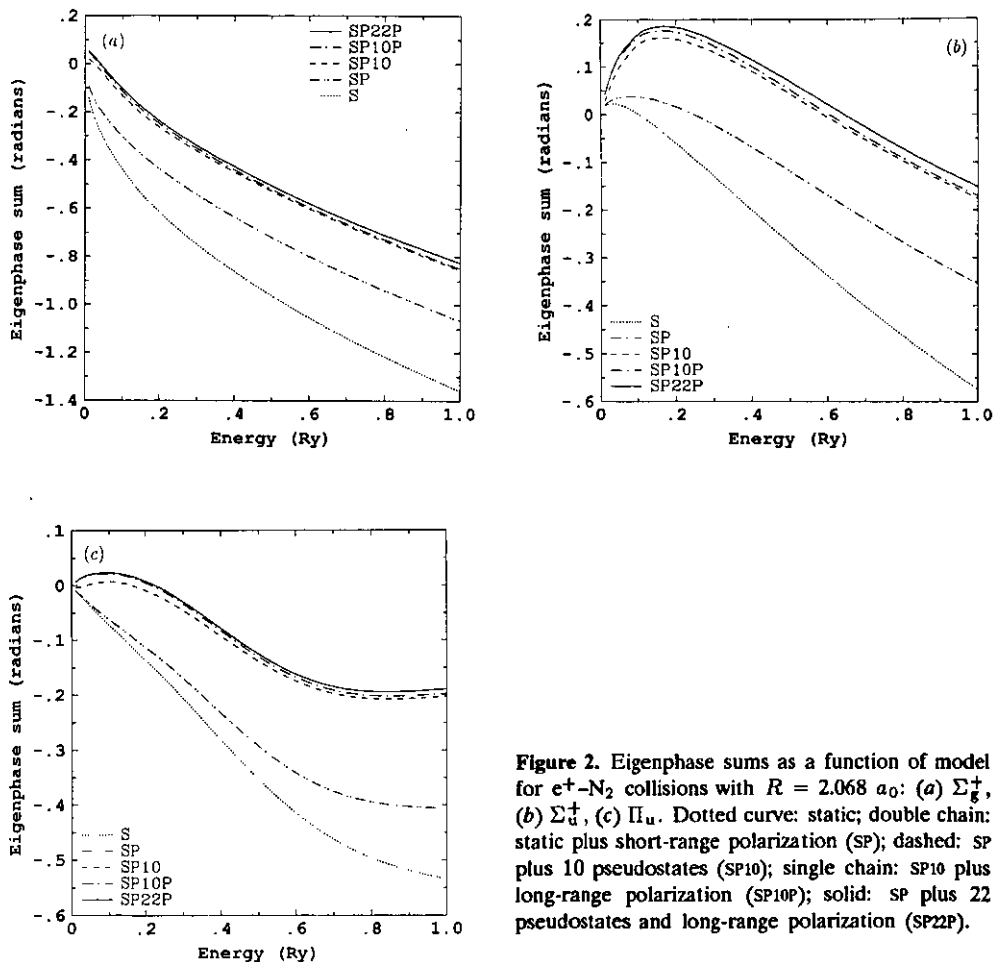 (a)
SP22P
SP10P
SP10
SP
S
.2
0
-.2
-.4
-.6
-.8
-1.0
-1.2
-1.4
Eigenphase sum (radians)
0 .2 .4 .6 .8 1.0
Energy (Ry)
(b)
.2
.1
0
-.1
-.2
-.3
-.4
-.5
-.6
Eigenphase sum (radians)
S
SP
SP10
SP10P
SP22P
0 .2 .4 .6 .8 1.0
Energy (Ry)
(c)
.1
0
-.1
-.2
-.3
-.4
-.5
-.6
Eigenphase sum (radians)
S
SP
SP10
SP10P
SP22P
0 .2 .4 .6 .8 1.0
Energy (Ry)
Figure 2. Eigenphase sums as a function of model
for e⁺–N₂ collisions with R = 2.068 a₀: (a) Σg⁺,
(b) Σu⁺, (c) Πu. Dotted curve: static; double chain:
static plus short-range polarization (SP); dashed: SP
plus 10 pseudostates (SP10); single chain: SP10 plus
long-range polarization (SP10P); solid: SP plus 22
pseudostates and long-range polarization (SP22P).